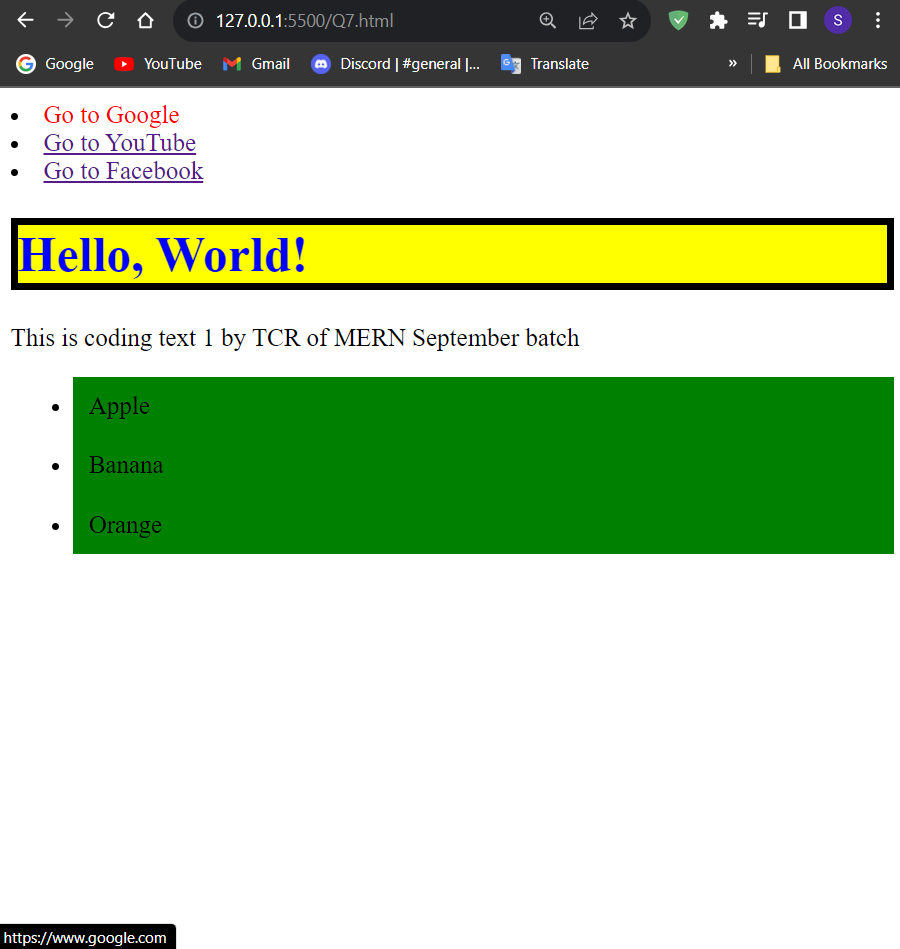 127.0.0.1:5500/Q7.html
S
Google YouTube Gmail Discord | #general |... Translate » All Bookmarks
Go to Google
Go to YouTube
Go to Facebook
Hello, World!
This is coding text 1 by TCR of MERN September batch
Apple
Banana
Orange
https://www.google.com